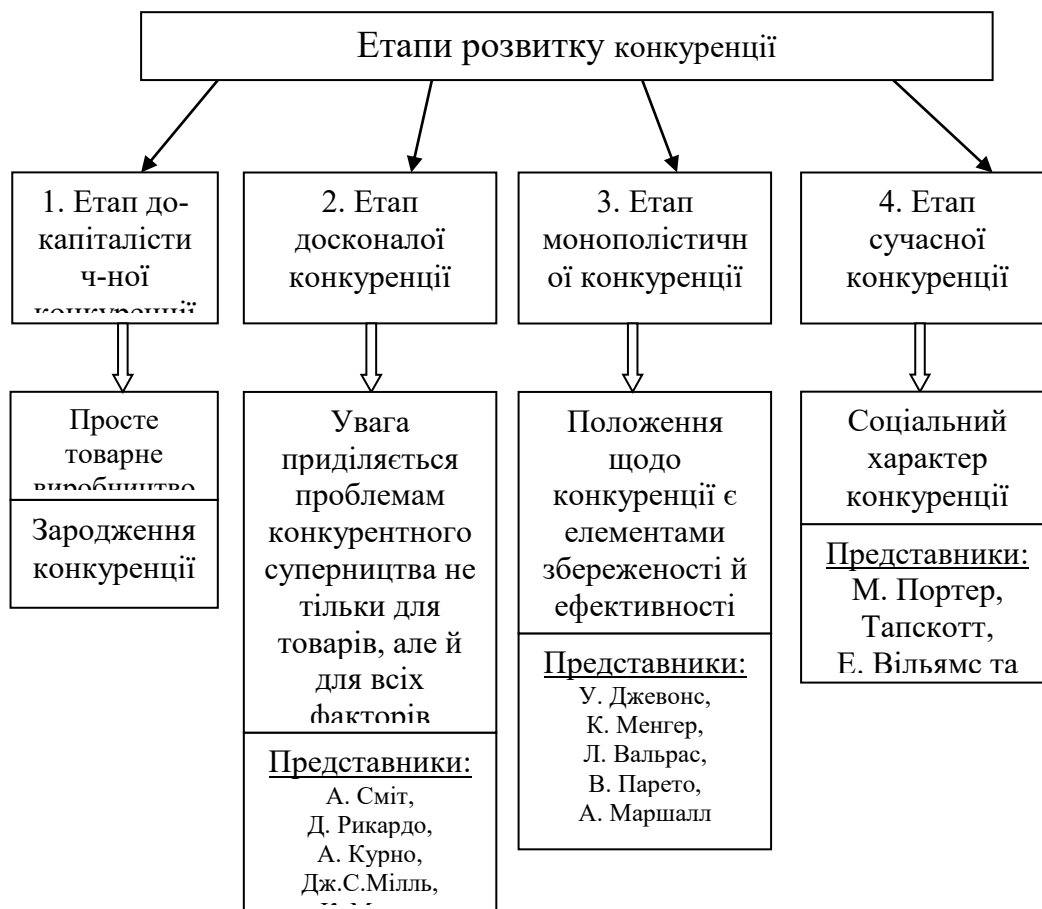 Етапи розвитку конкуренції
1. Етап до-
капіталісти
ч-ної
конкуренції
2. Етап
досконалої
конкуренції
3. Етап
монополістичн
ої конкуренції
4. Етап
сучасної
конкуренції
Просте
товарне
виробництво
Зародження
конкуренції
Увага
приділяється
проблемам
конкурентного
суперництва не
тільки для
товарів, але й
для всіх
факторів
Представники:
А. Сміт,
Д. Рикардо,
А. Курно,
Дж.С.Мілль,
Положення
щодо
конкуренції є
елементами
збереженості й
ефективності
Представники:
У. Джевонс,
К. Менгер,
Л. Вальрас,
В. Парето,
А. Маршалл
Соціальний
характер
конкуренції
Представники:
М. Портер,
Тапскотт,
Е. Вільямс та